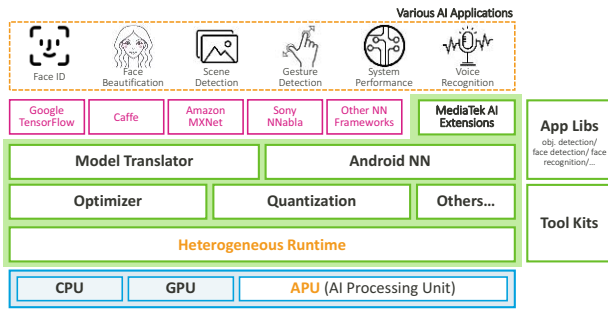 Various AI Applications
Face ID
Face
Beautification
Scene
Detection
Gesture
Detection
System
Performance
Voice
Recognition
Google
TensorFlow
Caffe
Amazon
MXNet
Sony
NNabla
Other NN
Frameworks
MediaTek AI
Extensions
App Libs
obj. detection/
face detection/ face
recognition/...
Model Translator
Android NN
Optimizer
Quantization
Others...
Tool Kits
Heterogeneous Runtime
CPU
GPU
APU (AI Processing Unit)